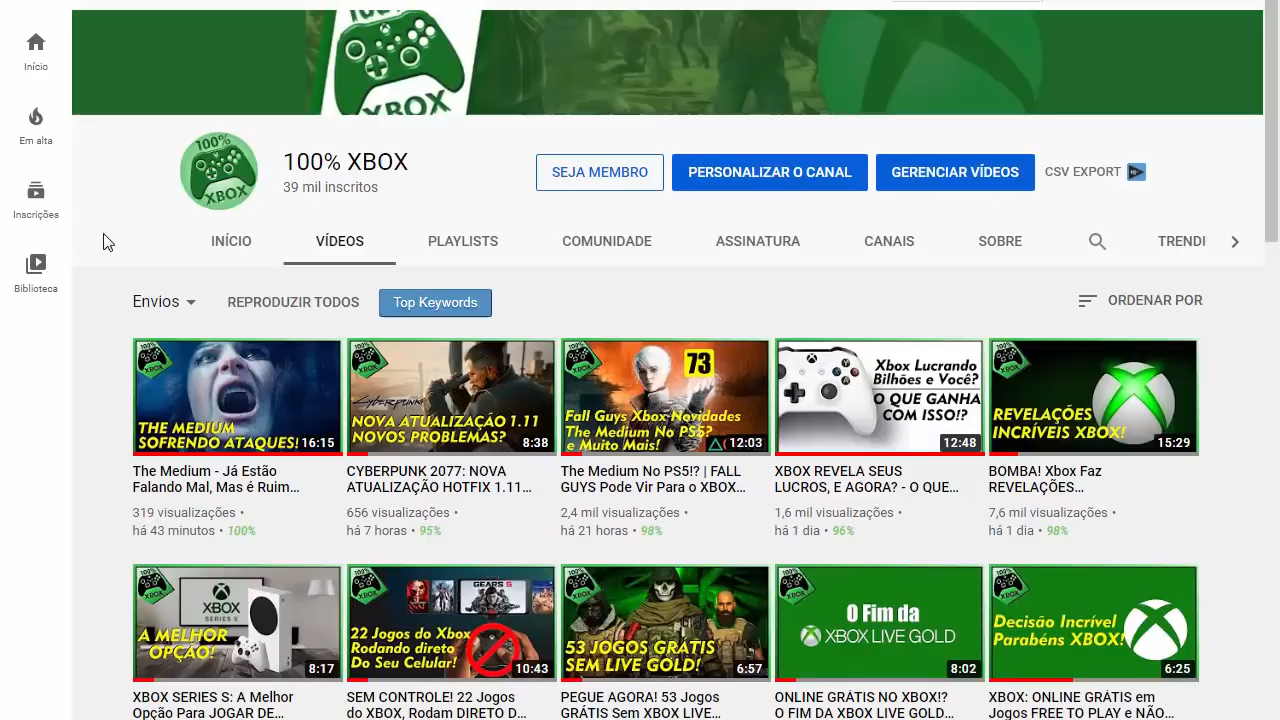 XBOX
Início
Em alta
Inscrições
Biblioteca
100%
XBOX
100% XBOX
39 mil inscritos
SEJA MEMBRO
PERSONALIZAR O CANAL
GERENCIAR VÍDEOS
CSV EXPORT
INÍCIO
VÍDEOS
PLAYLISTS
COMUNIDADE
ASSINATURA
CANAIS
SOBRE
TRENDI
Envios
REPRODUZIR TODOS
Top Keywords
ORDENAR POR
THE MEDIUM
SOFRENDO ATAQUES!
16:15
The Medium - Já Estão
Falando Mal, Mas é Ruim...
319 visualizações •
há 43 minutos • 100%
CYBERPUNK
NOVA ATUALIZAÇÃO 1.11
NOVOS PROBLEMAS?
8:38
CYBERPUNK 2077: NOVA
ATUALIZAÇÃO HOTFIX 1.11...
656 visualizações •
há 7 horas • 95%
73
Fall Guys Xbox Novidades
The Medium No PS5?
e Muito Mais!
12:03
The Medium No PS5!? | FALL
GUYS Pode Vir Para o XBOX...
2,4 mil visualizações •
há 21 horas • 98%
Xbox Lucrando
Bilhões e Você?
O QUE GANHA
COM ISSO!?
12:48
XBOX REVELA SEUS
LUCROS, E AGORA? - O QUE...
1,6 mil visualizações •
há 1 dia • 96%
REVELAÇÕES
INCRÍVEIS XBOX!
15:29
BOMBA! Xbox Faz
REVELAÇÕES...
7,6 mil visualizações •
há 1 dia • 98%
XBOX
SERIES S
A MELHOR
OPÇÃO!
8:17
XBOX SERIES S: A Melhor
Opção Para JOGAR DE...
GEARS 5
22 Jogos do Xbox
Rodando direto
Do Seu Celular!
10:43
SEM CONTROLE! 22 Jogos
do XBOX, Rodam DIRETO D...
53 JOGOS GRÁTIS
SEM LIVE GOLD!
6:57
PEGUE AGORA! 53 Jogos
GRÁTIS Sem XBOX LIVE...
O Fim da
XBOX LIVE GOLD
8:02
ONLINE GRÁTIS NO XBOX!?
O FIM DA XBOX LIVE GOLD...
Decisão Incrível
Parabéns XBOX!
6:25
XBOX: ONLINE GRÁTIS em
Jogos FREE TO PLAY e NÃO...